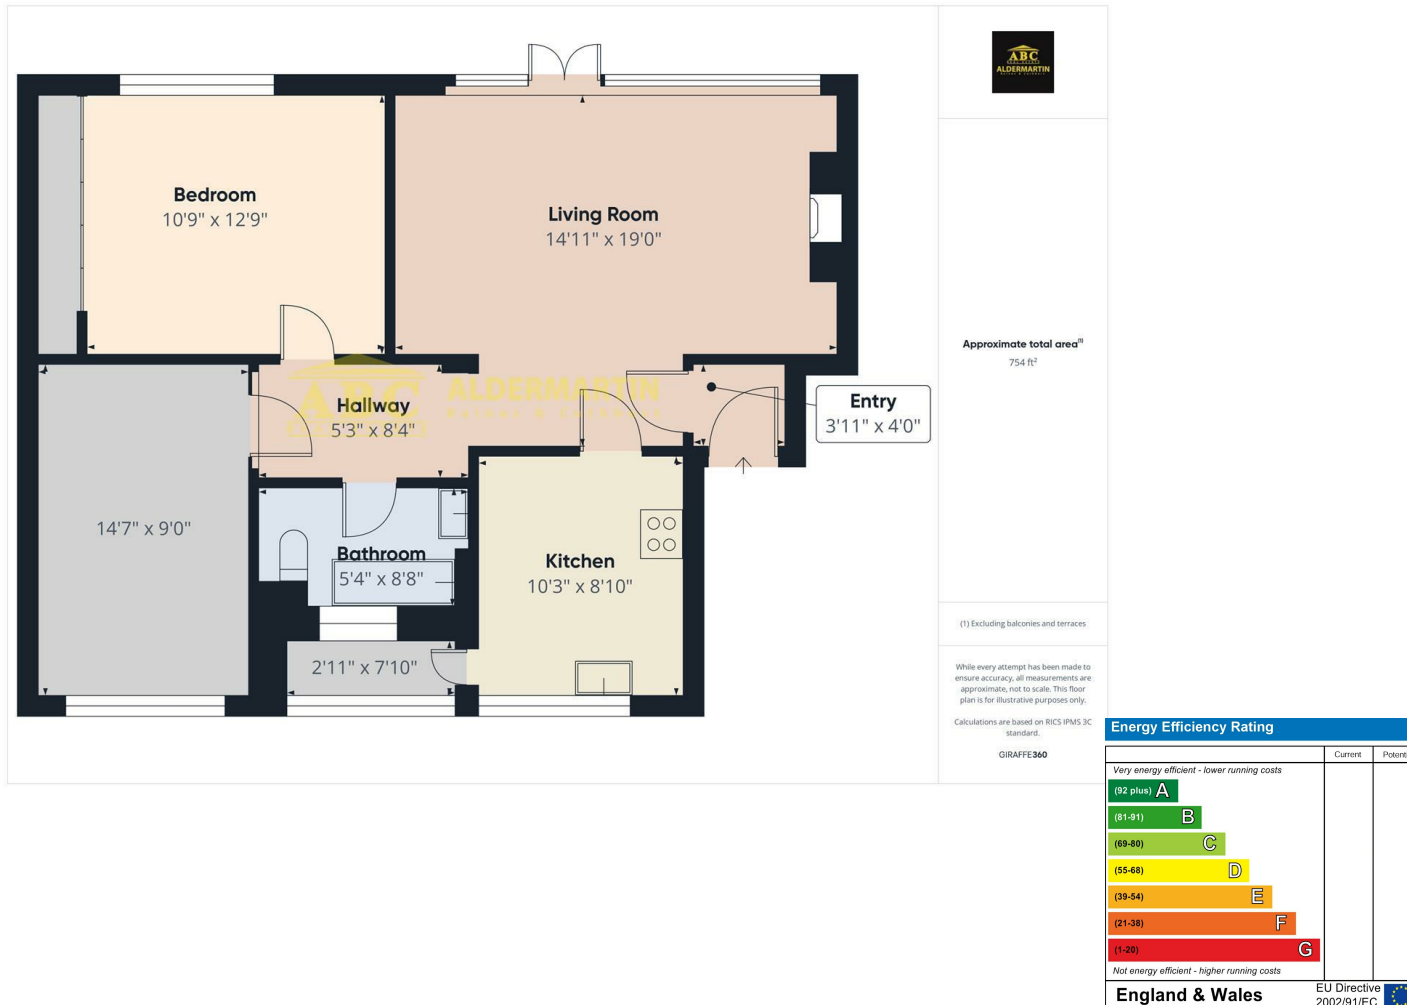 ABC
ALDERMARTIN
Bedroom
10'9" x 12'9"
Living Room
14'11" x 19'0"
Approximate total area(1)
754 ft²
ABC
ALDERMARTIN
Hallway
5'3" x 8'4"
Entry
3'11" x 4'0"
14'7" x 9'0"
Bathroom
5'4" x 8'8"
Kitchen
10'3" x 8'10"
2'11" x 7'10"
(1) Excluding balconies and terraces
While every attempt has been made to
ensure accuracy, all measurements are
approximate, not to scale. This floor
plan is for illustrative purposes only.
Calculations are based on RICS IPMS 3C
standard.
GIRAFFE360
Energy Efficiency Rating
Current
Potent
Very energy efficient - lower running costs
(92 plus) A
(81-91) B
(69-80) C
(55-68) D
(39-54) E
(21-38) F
(1-20) G
Not energy efficient - higher running costs
England & Wales
EU Directive
2002/91/EC